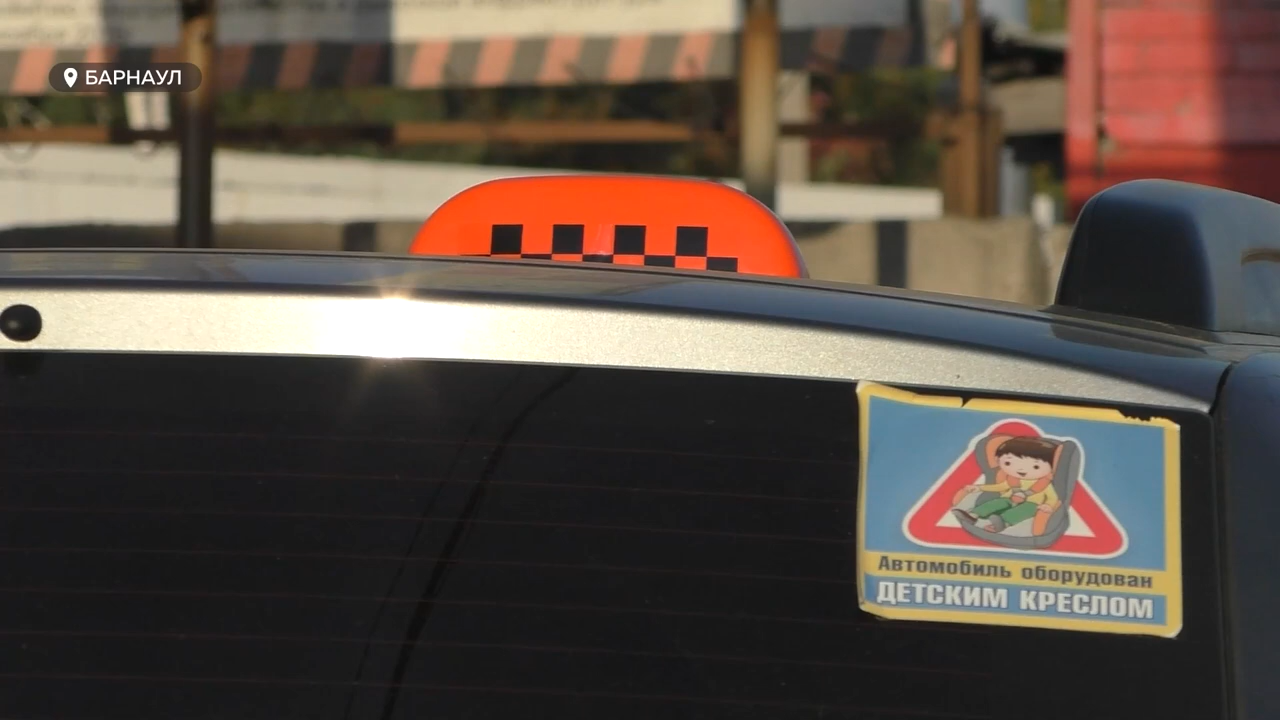 БАРНАУЛ
Автомобиль оборудован
ДЕТСКИМ КРЕСЛОМ